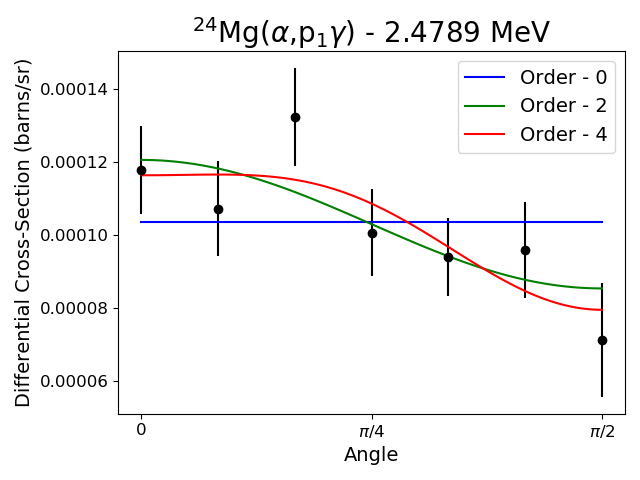 ²⁴Mg(α,p₁γ) - 2.4789 MeV
Order - 0
Order - 2
Order - 4
Differential Cross-Section (barns/sr)
0.00014
0.00012
0.00010
0.00008
0.00006
0
π/4
π/2
Angle